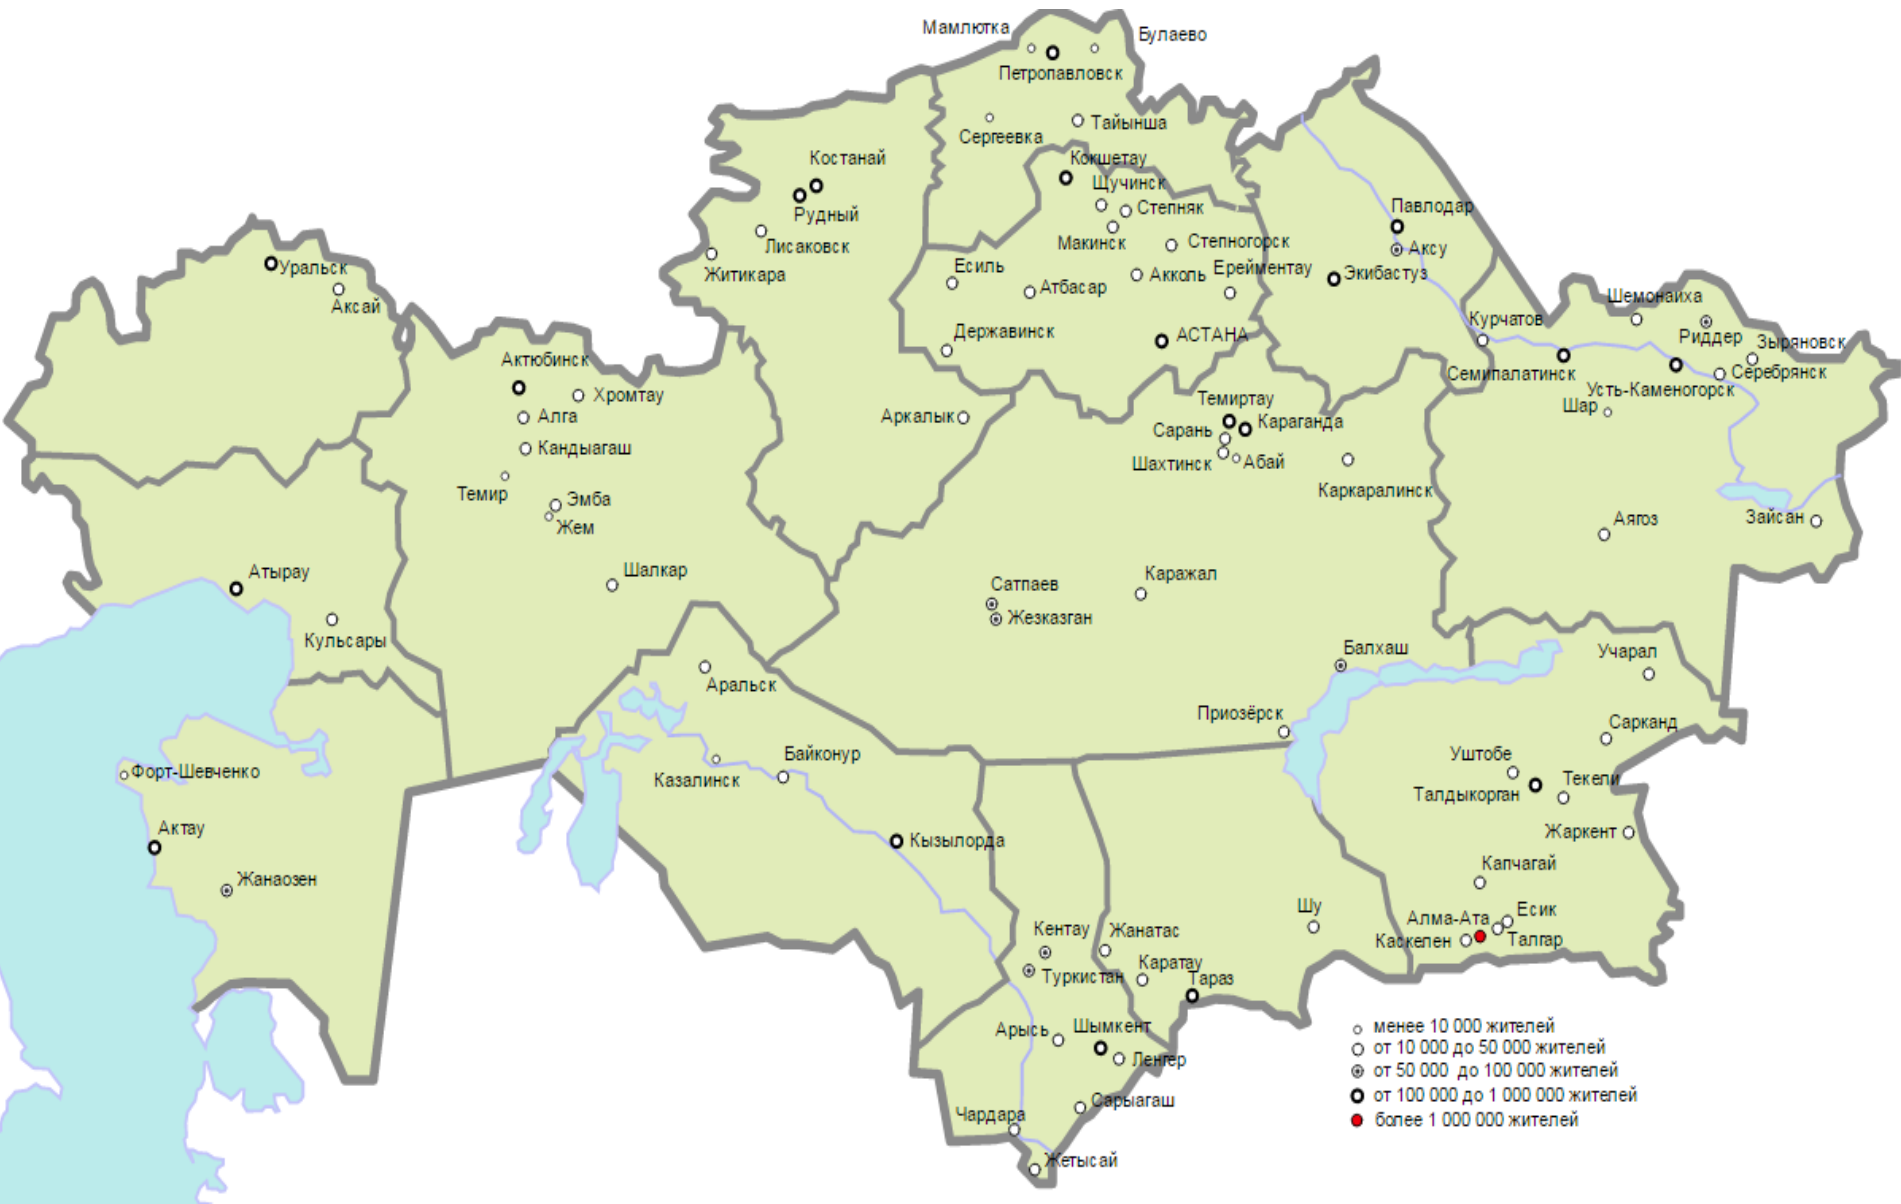 Мамлютка
Булаево
Петропавловск
Сергеевка
Тайынша
Костанай
Кокшетау
Щучинск
Рудный
Степняк
Павлодар
Лисаковск
Макинск
Степногорск
Аксу
Житикара
Есиль
Акколь
Ерейментау
Экибастуз
Уральск
Аксай
Атбасар
Шемонаиха
Державинск
АСТАНА
Курчатов
Риддер
Зыряновск
Актюбинск
Семипалатинск
Серебрянск
Усть-Каменогорск
Хромтау
Темиртау
Шар
Алга
Аркалык
Сарань
Караганда
Кандыагаш
Шахтинск
Абай
Темир
Каркаралинск
Эмба
Жем
Аягоз
Зайсан
Атырау
Шалкар
Сатпаев
Каражал
Жезказган
Кульсары
Балхаш
Учарал
Аральск
Приозёрск
Сарканд
Байконур
Уштобе
Форт-Шевченко
Казалинск
Текели
Талдыкорган
Актау
Кызылорда
Жаркент
Капчагай
Жанаозен
Шу
Есик
Алма-Ата
Кентау
Жанатас
Каскелен
Талгар
Каратау
Туркистан
Тараз
Арысь
Шымкент
Ленгер
Сарыагаш
Чардара
Жетысай
менее 10 000 жителей
от 10 000 до 50 000 жителей
от 50 000 до 100 000 жителей
от 100 000 до 1 000 000 жителей
более 1 000 000 жителей